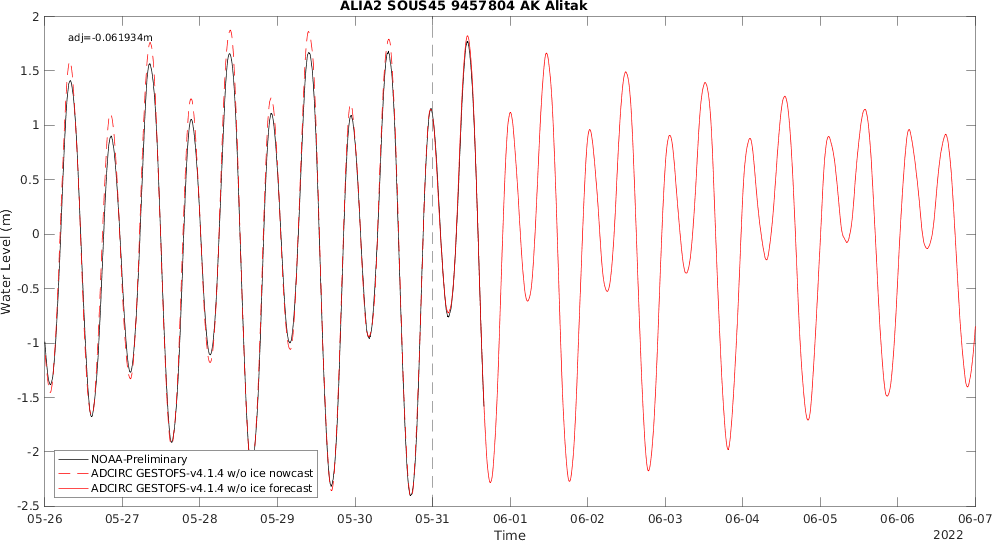 ALIA2 SOUS45 9457804 AK Alitak
adj=-0.061934m
2
1.5
1
0.5
0
-0.5
-1
-1.5
-2
-2.5
Water Level (m)
NOAA-Preliminary
ADCIRC GESTOFS-v4.1.4 w/o ice nowcast
ADCIRC GESTOFS-v4.1.4 w/o ice forecast
05-26 05-27 05-28 05-29 05-30 05-31 06-01 06-02 06-03 06-04 06-05 06-06 06-07
Time
2022